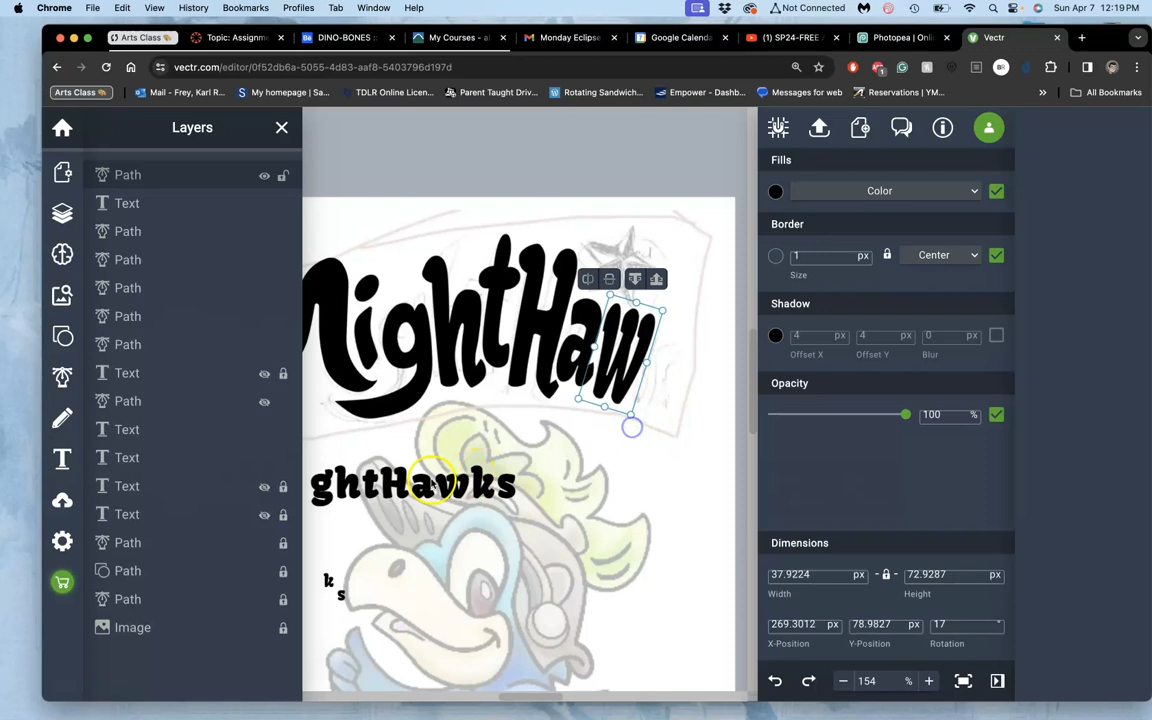 Chrome File Edit View History Bookmarks Profiles Tab Window Help Not Connected Sun Apr 7 12:19 PM
Arts Class Topic: Assignme DINO-BONES :: My Courses - al Monday Eclipse Google Calenda (1) SP24-FREE Photopea | Onli Vectr
vectr.com/editor/0f52db6a-5055-4d83-aaf8-5403796d197d
Arts Class Mail - Frey, Karl R... My homepage | Sa... TDLR Online Licen... Parent Taught Driv... Rotating Sandwich... Empower - Dashb... Messages for web Reservations | YM... All Bookmarks
Layers
Path
Text
Path
Path
Path
Path
Path
Text
Path
Text
Text
Text
Text
Path
Path
Path
Image
NightHaw
ghtHawks
k
s
Fills
Color
Border
1 px Center
Size
Shadow
4 px 4 px 0 px
Offset X Offset Y Blur
Opacity
100 %
Dimensions
37.9224 px 72.9287 px
Width Height
269.3012 px 78.9827 px 17 °
X-Position Y-Position Rotation
154 %